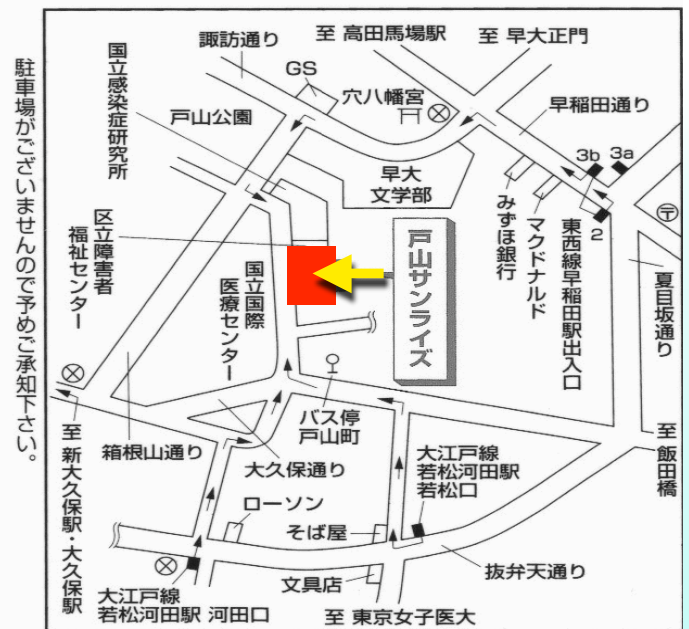 至 高田馬場駅
至 早大正門
諏訪通り
GS
穴八幡宮
早稲田通り
国立感染症研究所
戸山公園
3b
3a
早大
文学部
みずほ銀行
マクドナルド
2
東西線早稲田駅出入口
夏目坂通り
区立障害者
福祉センター
国立国際
医療センター
戸山サンライズ
バス停
戸山町
至 飯田橋
箱根山通り
大久保通り
大江戸線
若松河田駅
若松口
至 新大久保駅・大久保駅
ローソン
そば屋
抜弁天通り
文具店
大江戸線
若松河田駅 河田口
至 東京女子医大
駐車場がございませんので予めご承知下さい。